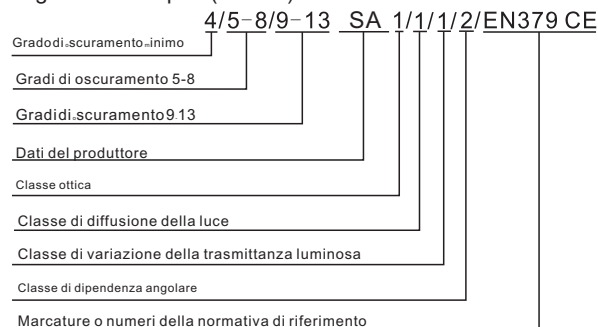 4/5-8/9-13 SA 1/1/1/2/EN379 CE
Grado di oscuramento minimo
Gradi di oscuramento 5-8
Gradi di oscuramento 9.13
Dati del produttore
Classe ottica
Classe di diffusione della luce
Classe di variazione della trasmittanza luminosa
Classe di dipendenza angolare
Marcature o numeri della normativa di riferimento